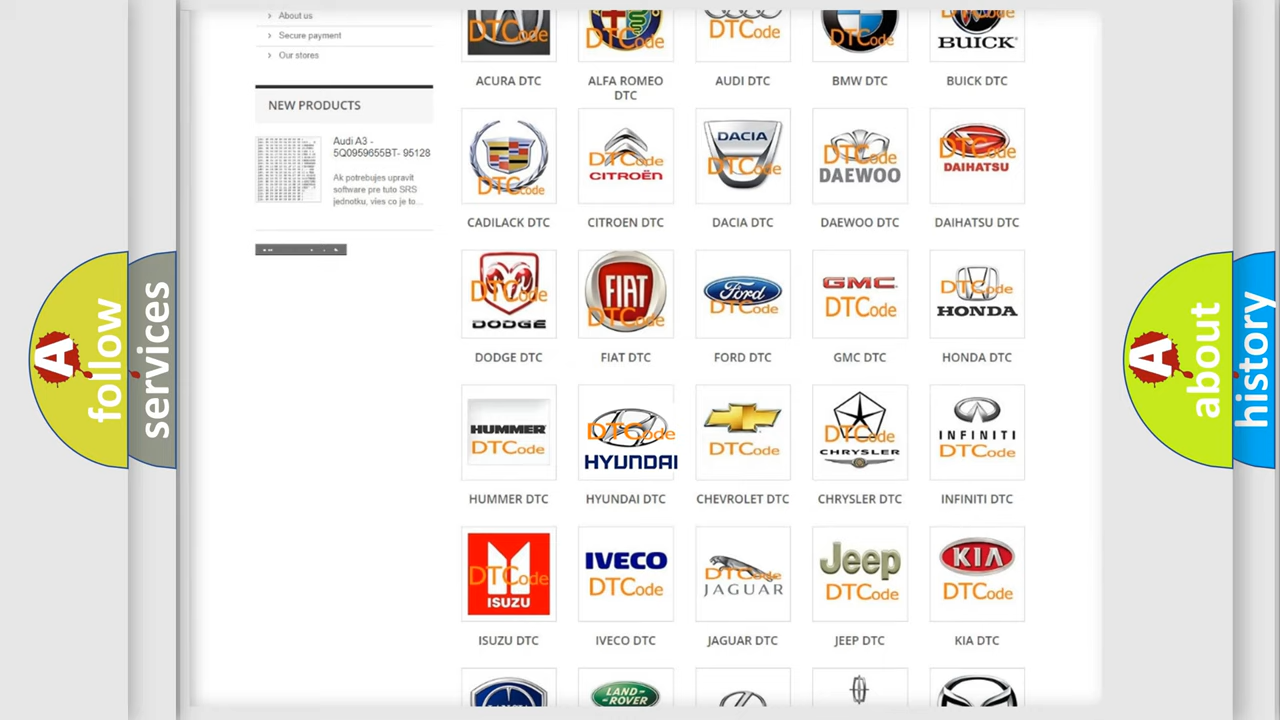 About us
Secure payment
Our stores
NEW PRODUCTS
Audi A3 -
5Q0959655BT- 95128
Ak potrebujes upravit
software pre tuto SRS
jednotku, vies co je to...
DTCode
DTCode
DTCode
DTCode
BUICK
ACURA DTC
ALFA ROMEO
DTC
AUDI DTC
BMW DTC
BUICK DTC
DTCode
DTCode
CITROËN
DACIA
DTCode
DTCode
DAEWOO
DTCode
DAIHATSU
CADILACK DTC
CITROEN DTC
DACIA DTC
DAEWOO DTC
DAIHATSU DTC
DTCode
DODGE
FIAT
DTCode
Ford
DTCode
GMC
DTCode
DTCode
HONDA
DODGE DTC
FIAT DTC
FORD DTC
GMC DTC
HONDA DTC
HUMMER
DTCode
DTCode
HYUNDAI
DTCode
DTCode
CHRYSLER
INFINITI
DTCode
HUMMER DTC
HYUNDAI DTC
CHEVROLET DTC
CHRYSLER DTC
INFINITI DTC
DTCode
ISUZU
IVECO
DTCode
DTCode
JAGUAR
Jeep
DTCode
KIA
DTCode
ISUZU DTC
IVECO DTC
JAGUAR DTC
JEEP DTC
KIA DTC
LAND-
ROVER
A
follow
services
A
about
history